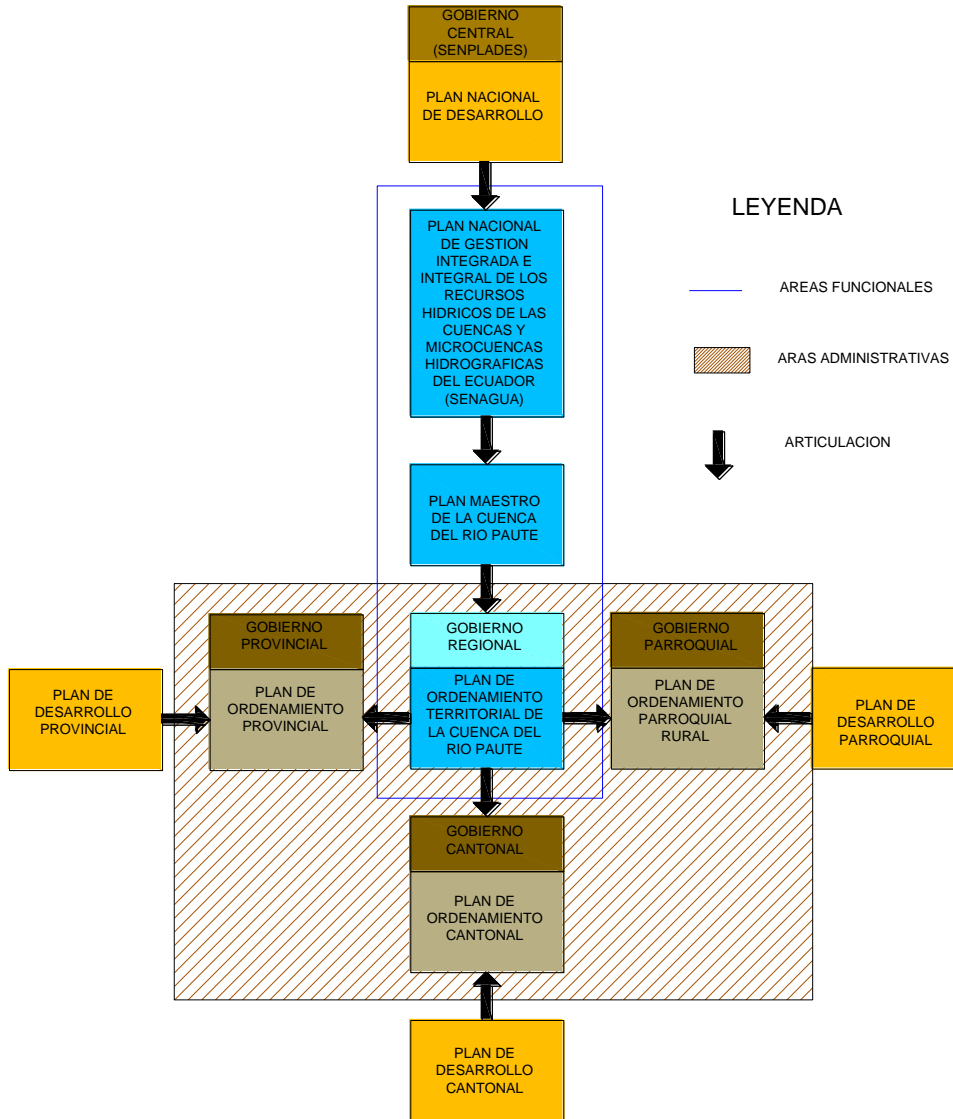 GOBIERNO
CENTRAL
(SENPLADES)
PLAN NACIONAL
DE DESARROLLO
PLAN NACIONAL
DE GESTION
INTEGRADA E
INTEGRAL DE LOS
RECURSOS
HIDRICOS DE LAS
CUENCAS Y
MICROCUENCAS
HIDROGRAFICAS
DEL ECUADOR
(SENAGUA)
LEYENDA
AREAS FUNCIONALES
ARAS ADMINISTRATIVAS
ARTICULACION
PLAN MAESTRO
DE LA CUENCA
DEL RIO PAUTE
PLAN DE
DESARROLLO
PROVINCIAL
GOBIERNO
PROVINCIAL
PLAN DE
ORDENAMIENTO
PROVINCIAL
GOBIERNO
REGIONAL
PLAN DE
ORDENAMIENTO
TERRITORIAL DE
LA CUENCA DEL
RIO PAUTE
GOBIERNO
PARROQUIAL
PLAN DE
ORDENAMIENTO
PARROQUIAL
RURAL
PLAN DE
DESARROLLO
PARROQUIAL
GOBIERNO
CANTONAL
PLAN DE
ORDENAMIENTO
CANTONAL
PLAN DE
DESARROLLO
CANTONAL